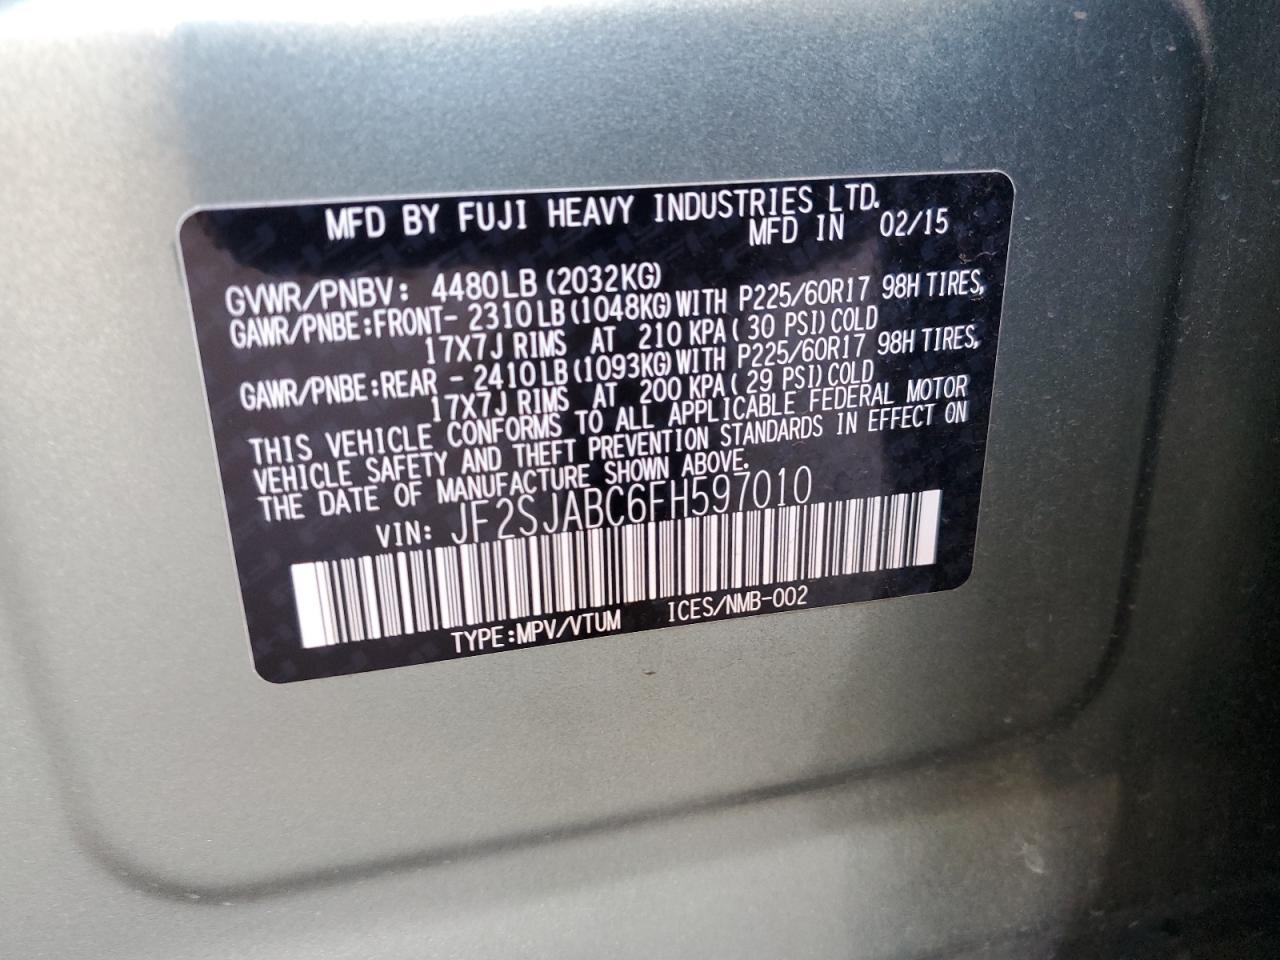 MFD BY FUJI HEAVY INDUSTRIES LTD.
MFD IN 02/15
GVWR/PNBV: 4480LB (2032KG)
GAWR/PNBE:FRONT- 2310LB (1048KG) WITH P225/60R17 98H TIRES,
17X7J RIMS AT 210 KPA ( 30 PSI) COLD
GAWR/PNBE:REAR - 2410LB (1093KG) WITH P225/60R17 98H TIRES,
17X7J RIMS AT 200 KPA ( 29 PSI) COLD
THIS VEHICLE CONFORMS TO ALL APPLICABLE FEDERAL MOTOR
VEHICLE SAFETY AND THEFT PREVENTION STANDARDS IN EFFECT ON
THE DATE OF MANUFACTURE SHOWN ABOVE.
VIN: JF2SJABC6FH597010
TYPE:MPV/VTUM ICES/NMB-002